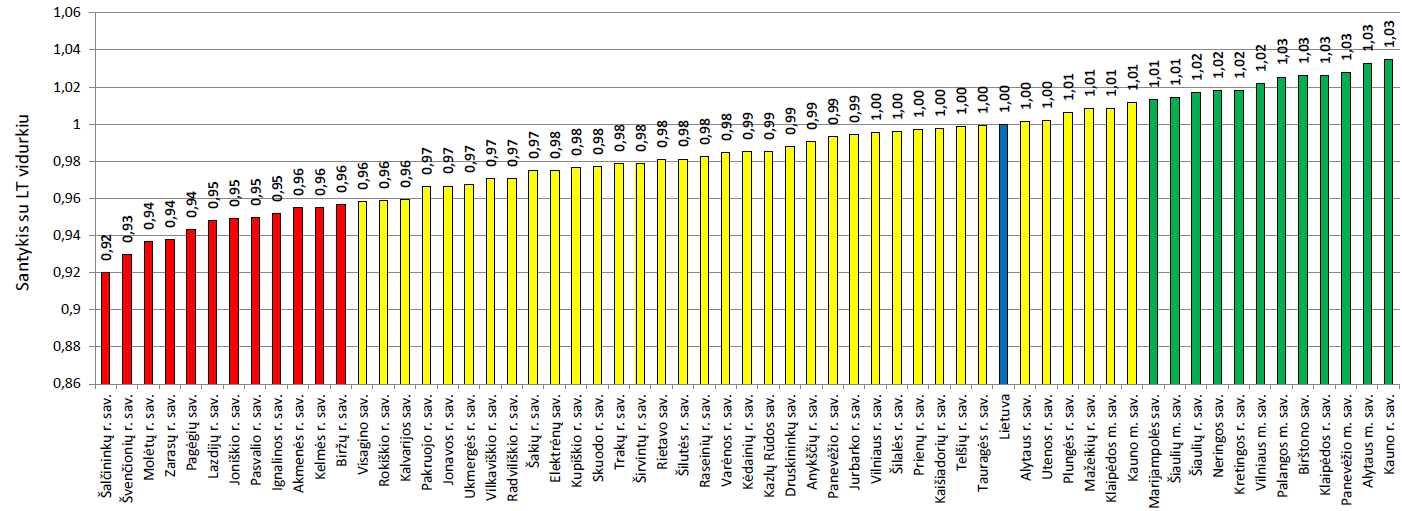 Santykis su LT vidurkiu
1,06
1,04
1,02
1
0,98
0,96
0,94
0,92
0,9
0,88
0,86
0,92
0,93
0,94
0,94
0,94
0,95
0,95
0,95
0,95
0,96
0,96
0,96
0,96
0,96
0,96
0,97
0,97
0,97
0,97
0,97
0,97
0,98
0,98
0,98
0,98
0,98
0,98
0,98
0,98
0,98
0,99
0,99
0,99
0,99
0,99
0,99
1,00
1,00
1,00
1,00
1,00
1,00
1,00
1,00
1,00
1,01
1,01
1,01
1,01
1,01
1,01
1,02
1,02
1,02
1,02
1,03
1,03
1,03
1,03
1,03
1,03
Šalčininkų r. sav.
Švenčionių r. sav.
Molėtų r. sav.
Zarasų r. sav.
Pagėgių sav.
Lazdijų r. sav.
Joniškio r. sav.
Pasvalio r. sav.
Ignalinos r. sav.
Akmenės r. sav.
Kelmės r. sav.
Biržų r. sav.
Visagino sav.
Rokiškio r. sav.
Kalvarijos sav.
Pakruojo r. sav.
Jonavos r. sav.
Ukmergės r. sav.
Vilkaviškio r. sav.
Radviliškio r. sav.
Šakių r. sav.
Elektrėnų sav.
Kupiškio r. sav.
Skuodo r. sav.
Trakų r. sav.
Širvintų r. sav.
Rietavo sav.
Šilutės r. sav.
Raseinių r. sav.
Varėnos r. sav.
Kėdainių r. sav.
Kazlų Rūdos sav.
Druskininkų sav.
Anykščių r. sav.
Panevėžio r. sav.
Jurbarko r. sav.
Vilniaus r. sav.
Šilalės r. sav.
Prienų r. sav.
Kaišiadorių r. sav.
Telšių r. sav.
Tauragės r. sav.
Lietuva
Alytaus r. sav.
Utenos r. sav.
Plungės r. sav.
Mažeikių r. sav.
Klaipėdos m. sav.
Kauno m. sav.
Marijampolės sav.
Šiaulių m. sav.
Šiaulių r. sav.
Neringos sav.
Kretingos r. sav.
Vilniaus m. sav.
Palangos m. sav.
Birštono sav.
Klaipėdos r. sav.
Panevėžio m. sav.
Alytaus m. sav.
Kauno r. sav.